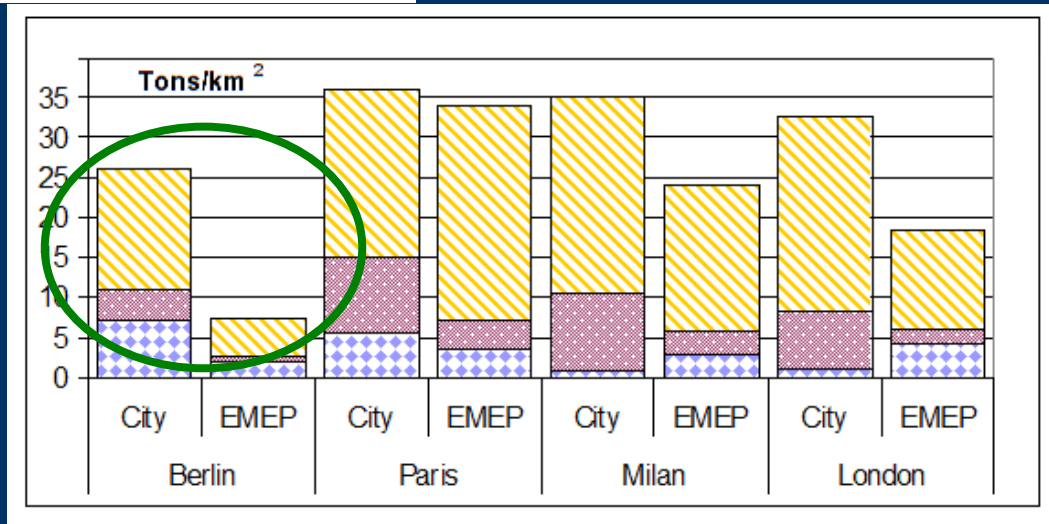 Tons/km 2
35
30
25
20
15
10
5
0
City EMEP City EMEP City EMEP City EMEP
Berlin Paris Milan London